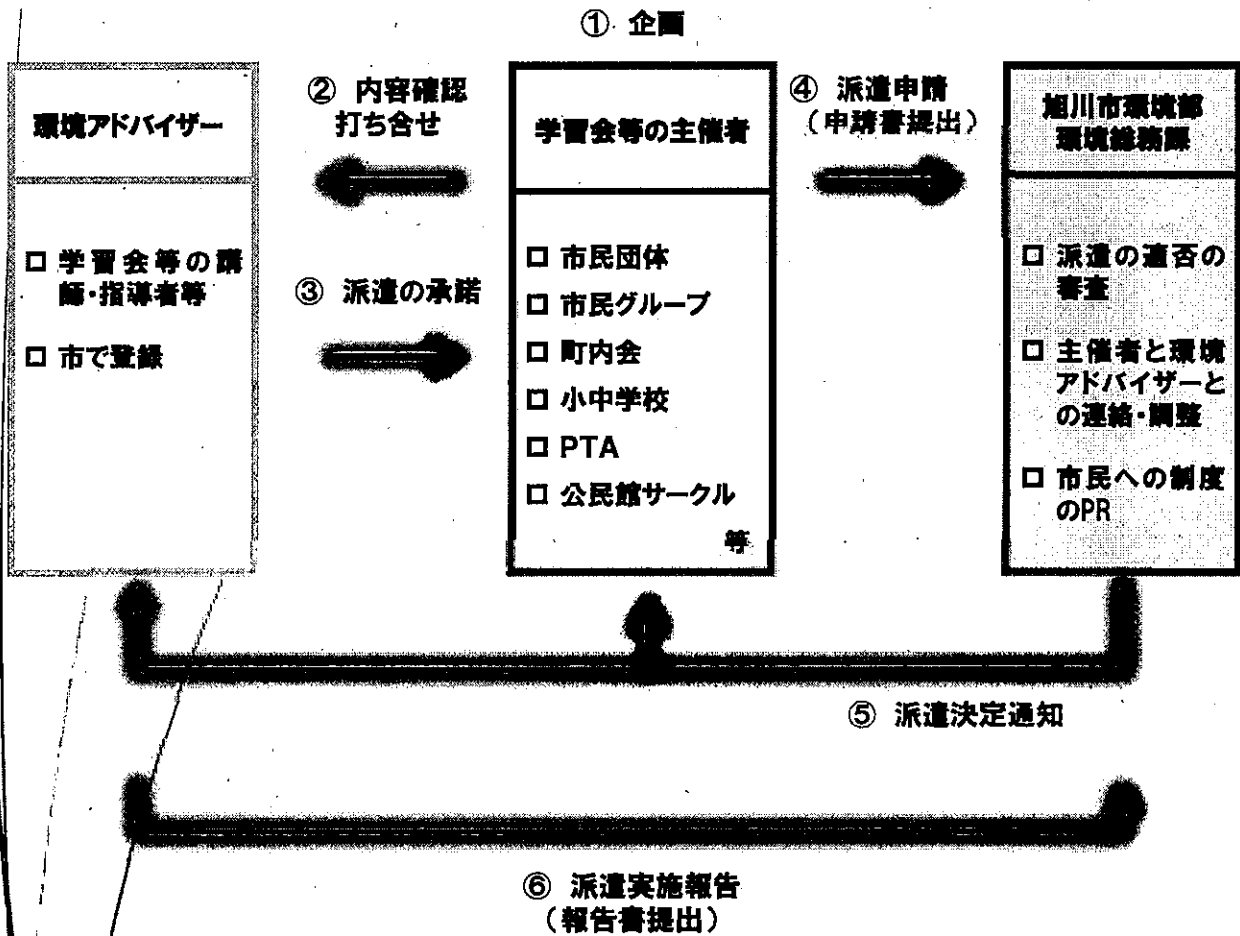 ① 企画
環境アドバイザー
□ 学習会等の講
師・指導者等
□ 市で登録
② 内容確認
打ち合せ
③ 派遣の承諾
学習会等の主催者
□ 市民団体
□ 市民グループ
□ 町内会
□ 小中学校
□ PTA
□ 公民館サークル
等
④ 派遣申請
（申請書提出）
旭川市環境部
環境総務課
□ 派遣の適否の
審査
□ 主催者と環境
アドバイザーと
の連絡・調整
□ 市民への制度
のPR
⑤ 派遣決定通知
⑥ 派遣実施報告
（報告書提出）